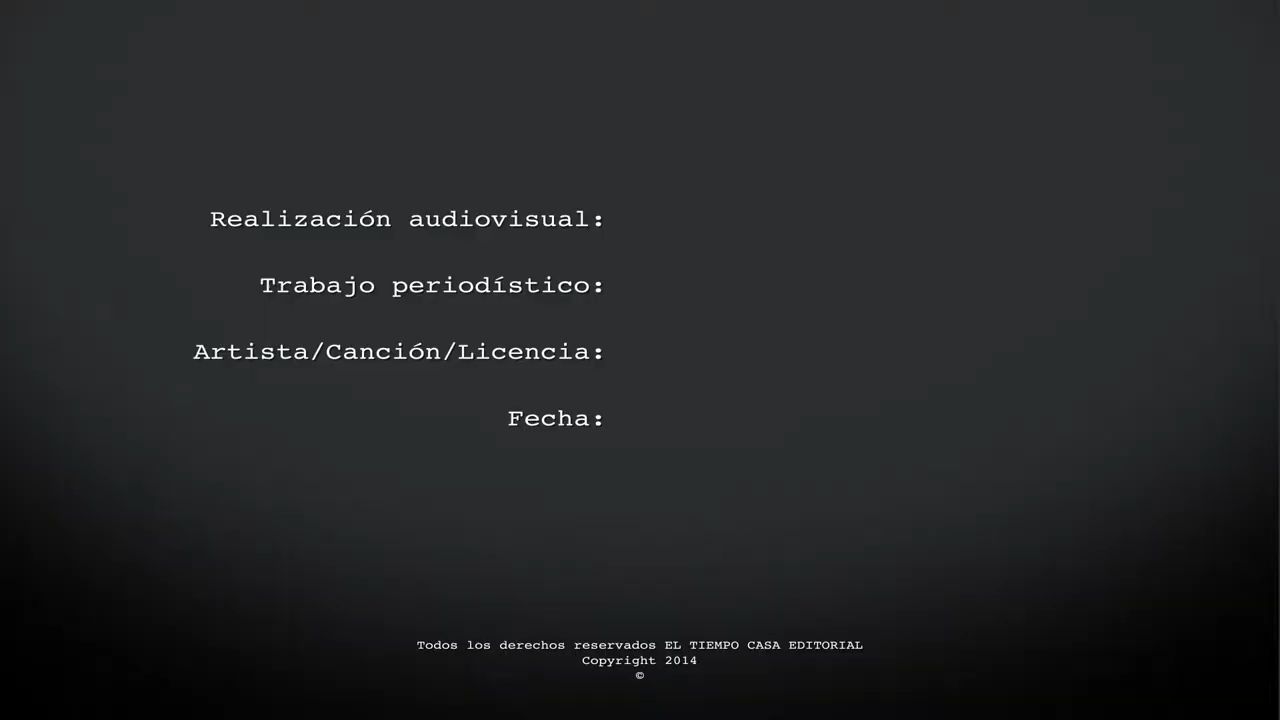 Realización audiovisual:
Trabajo periodístico:
Artista/Canción/Licencia:
Fecha:
Todos los derechos reservados EL TIEMPO CASA EDITORIAL
Copyright 2014
©